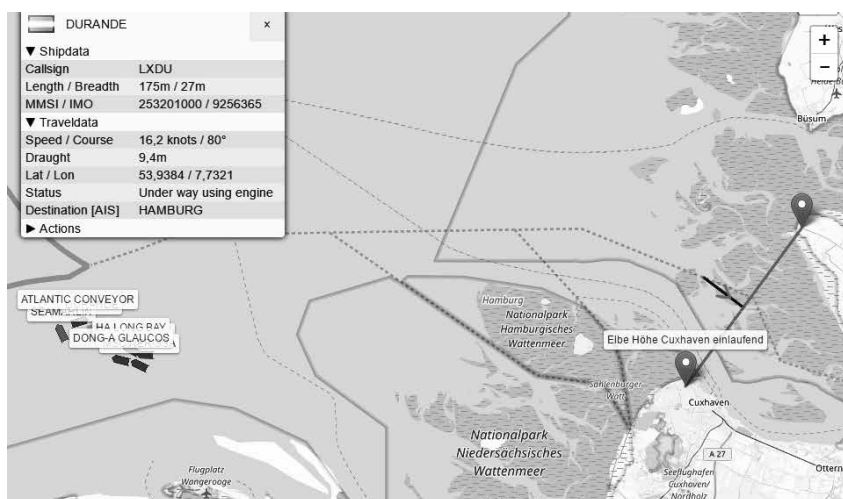 DURANDE ×
▼ Shipdata
Callsign LXDU
Length / Breadth 175m / 27m
MMSI / IMO 253201000 / 9256365
▼ Traveldata
Speed / Course 16,2 knots / 80°
Draught 9,4m
Lat / Lon 53,9384 / 7,7321
Status Under way using engine
Destination [AIS] HAMBURG
► Actions
+
−
Büsum
ATLANTIC CONVEYOR
HA LONG BAY
DONG-A GLAUCOS
Hamburg
Nationalpark
Hamburgisches
Wattenmeer
Elbe Höhe Cuxhaven einlaufend
Sahlenburger
Watt
Cuxhaven
Nationalpark
Niedersächsisches
Wattenmeer
A 27
Flugplatz
Wangerooge
Seeflughafen
Cuxhaven/
Nordholz
Ottern